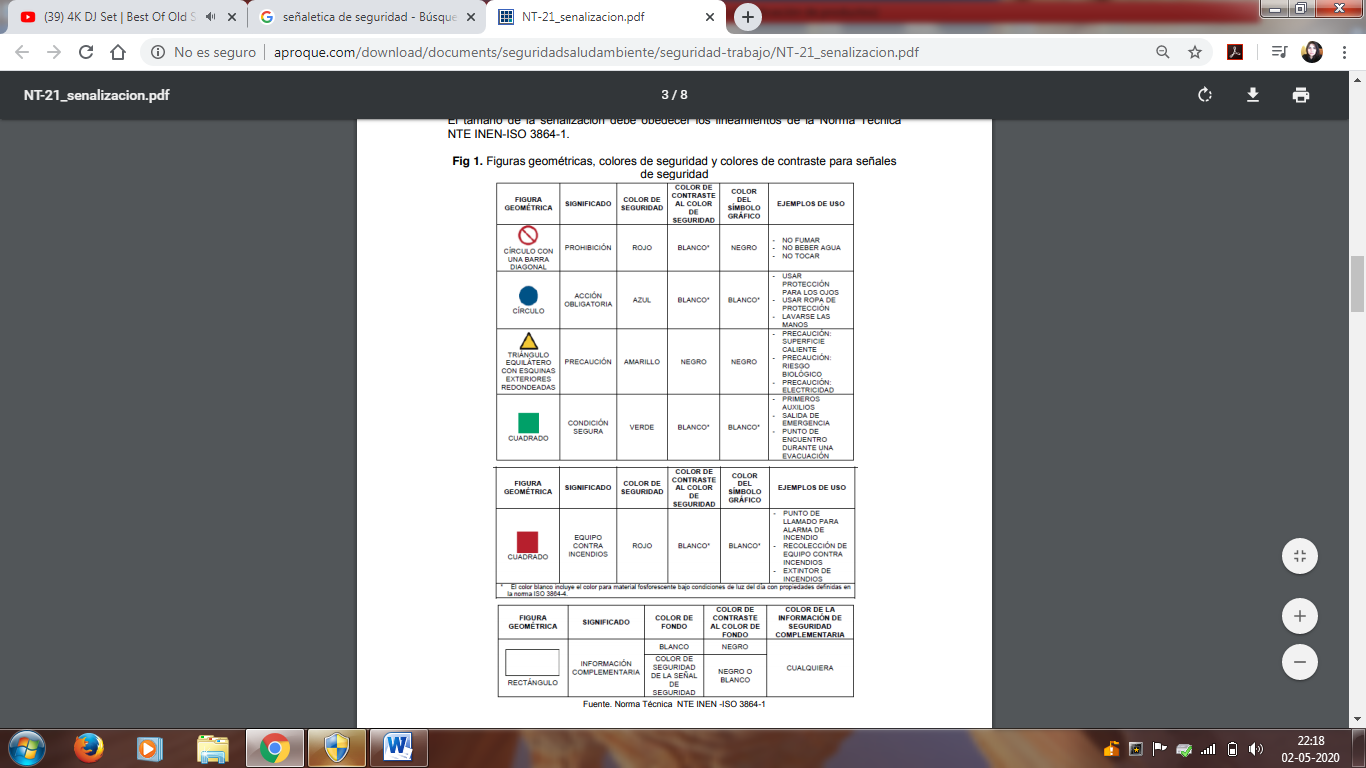 (39) 4K DJ Set | Best Of Old S
señaletica de seguridad - Búsque
NT-21_senalizacion.pdf
No es seguro | aproque.com/download/documents/seguridadsaludambiente/seguridad-trabajo/NT-21_senalizacion.pdf
NT-21_senalizacion.pdf
3 / 8
El tamaño de la señalización debe obedecer los lineamientos de la Norma Técnica
NTE INEN-ISO 3864-1.
Fig 1. Figuras geométricas, colores de seguridad y colores de contraste para señales
de seguridad
FIGURA
GEOMÉTRICA
SIGNIFICADO
COLOR DE
SEGURIDAD
COLOR DE
CONTRASTE
AL COLOR
DE
SEGURIDAD
COLOR
DEL
SÍMBOLO
GRÁFICO
EJEMPLOS DE USO
CÍRCULO CON
UNA BARRA
DIAGONAL
PROHIBICIÓN
ROJO
BLANCO*
NEGRO
- NO FUMAR
- NO BEBER AGUA
- NO TOCAR
CÍRCULO
ACCIÓN
OBLIGATORIA
AZUL
BLANCO*
BLANCO*
- USAR
PROTECCIÓN
PARA LOS OJOS
- USAR ROPA DE
PROTECCIÓN
- LAVARSE LAS
MANOS
TRIÁNGULO
EQUILÁTERO
CON ESQUINAS
EXTERIORES
REDONDEADAS
PRECAUCIÓN
AMARILLO
NEGRO
NEGRO
- PRECAUCIÓN:
SUPERFICIE
CALIENTE
- PRECAUCIÓN:
RIESGO
BIOLÓGICO
- PRECAUCIÓN:
ELECTRICIDAD
CUADRADO
CONDICIÓN
SEGURA
VERDE
BLANCO*
BLANCO*
- PRIMEROS
AUXILIOS
- SALIDA DE
EMERGENCIA
- PUNTO DE
ENCUENTRO
DURANTE UNA
EVACUACIÓN
FIGURA
GEOMÉTRICA
SIGNIFICADO
COLOR DE
SEGURIDAD
COLOR DE
CONTRASTE
AL COLOR
DE
SEGURIDAD
COLOR
DEL
SÍMBOLO
GRÁFICO
EJEMPLOS DE USO
CUADRADO
EQUIPO
CONTRA
INCENDIOS
ROJO
BLANCO*
BLANCO*
- PUNTO DE
LLAMADO PARA
ALARMA DE
INCENDIO
- RECOLECCIÓN DE
EQUIPO CONTRA
INCENDIOS
- EXTINTOR DE
INCENDIOS
* El color blanco incluye el color para material fosforescente bajo condiciones de luz del día con propiedades definidas en
la norma ISO 3864-4.
FIGURA
GEOMÉTRICA
SIGNIFICADO
COLOR DE
FONDO
COLOR DE
CONTRASTE
AL COLOR DE
FONDO
COLOR DE LA
INFORMACIÓN DE
SEGURIDAD
COMPLEMENTARIA
RECTÁNGULO
INFORMACIÓN
COMPLEMENTARIA
BLANCO
NEGRO
COLOR DE
SEGURIDAD
DE LA SEÑAL
DE
SEGURIDAD
NEGRO O
BLANCO
CUALQUIERA
Fuente. Norma Técnica NTE INEN -ISO 3864-1
22:18
02-05-2020